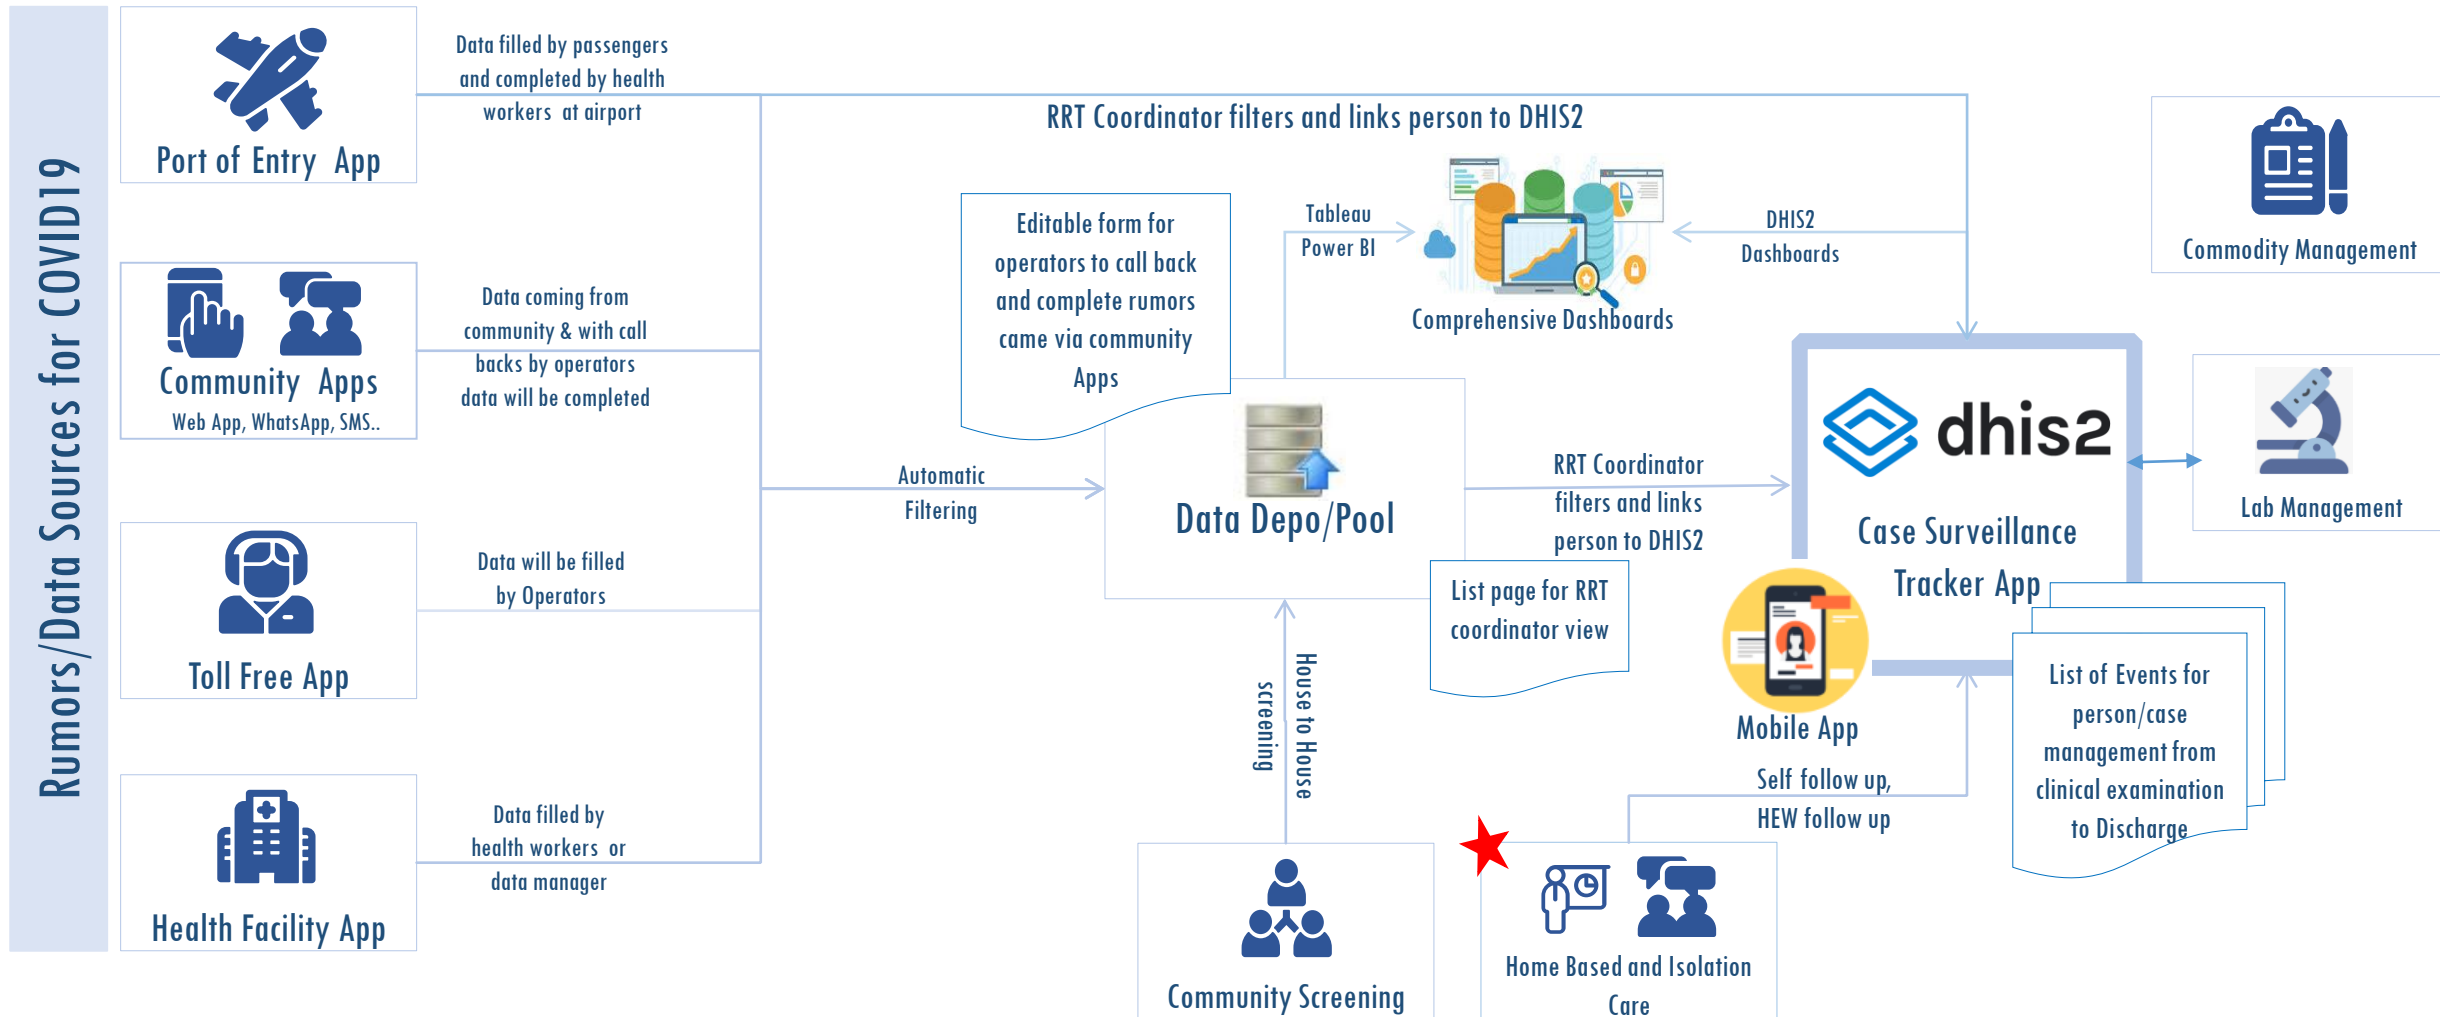 Rumors/Data Sources for COVID19
Port of Entry App
Data filled by passengers
and completed by health
workers at airport
Community Apps
Web App, WhatsApp, SMS..
Data coming from
community & with call
backs by operators
data will be completed
Toll Free App
Data will be filled
by Operators
Health Facility App
Data filled by
health workers or
data manager
Automatic
Filtering
RRT Coordinator filters and links person to DHIS2
Editable form for
operators to call back
and complete rumors
came via community
Apps
Tableau
Power BI
Comprehensive Dashboards
DHIS2
Dashboards
Data Depo/Pool
RRT Coordinator
filters and links
person to DHIS2
List page for RRT
coordinator view
House to House
screening
Community Screening
dhis2
Case Surveillance
Tracker App
Mobile App
Self follow up,
HEW follow up
Home Based and Isolation
Care
List of Events for
person/case
management from
clinical examination
to Discharge
Commodity Management
Lab Management